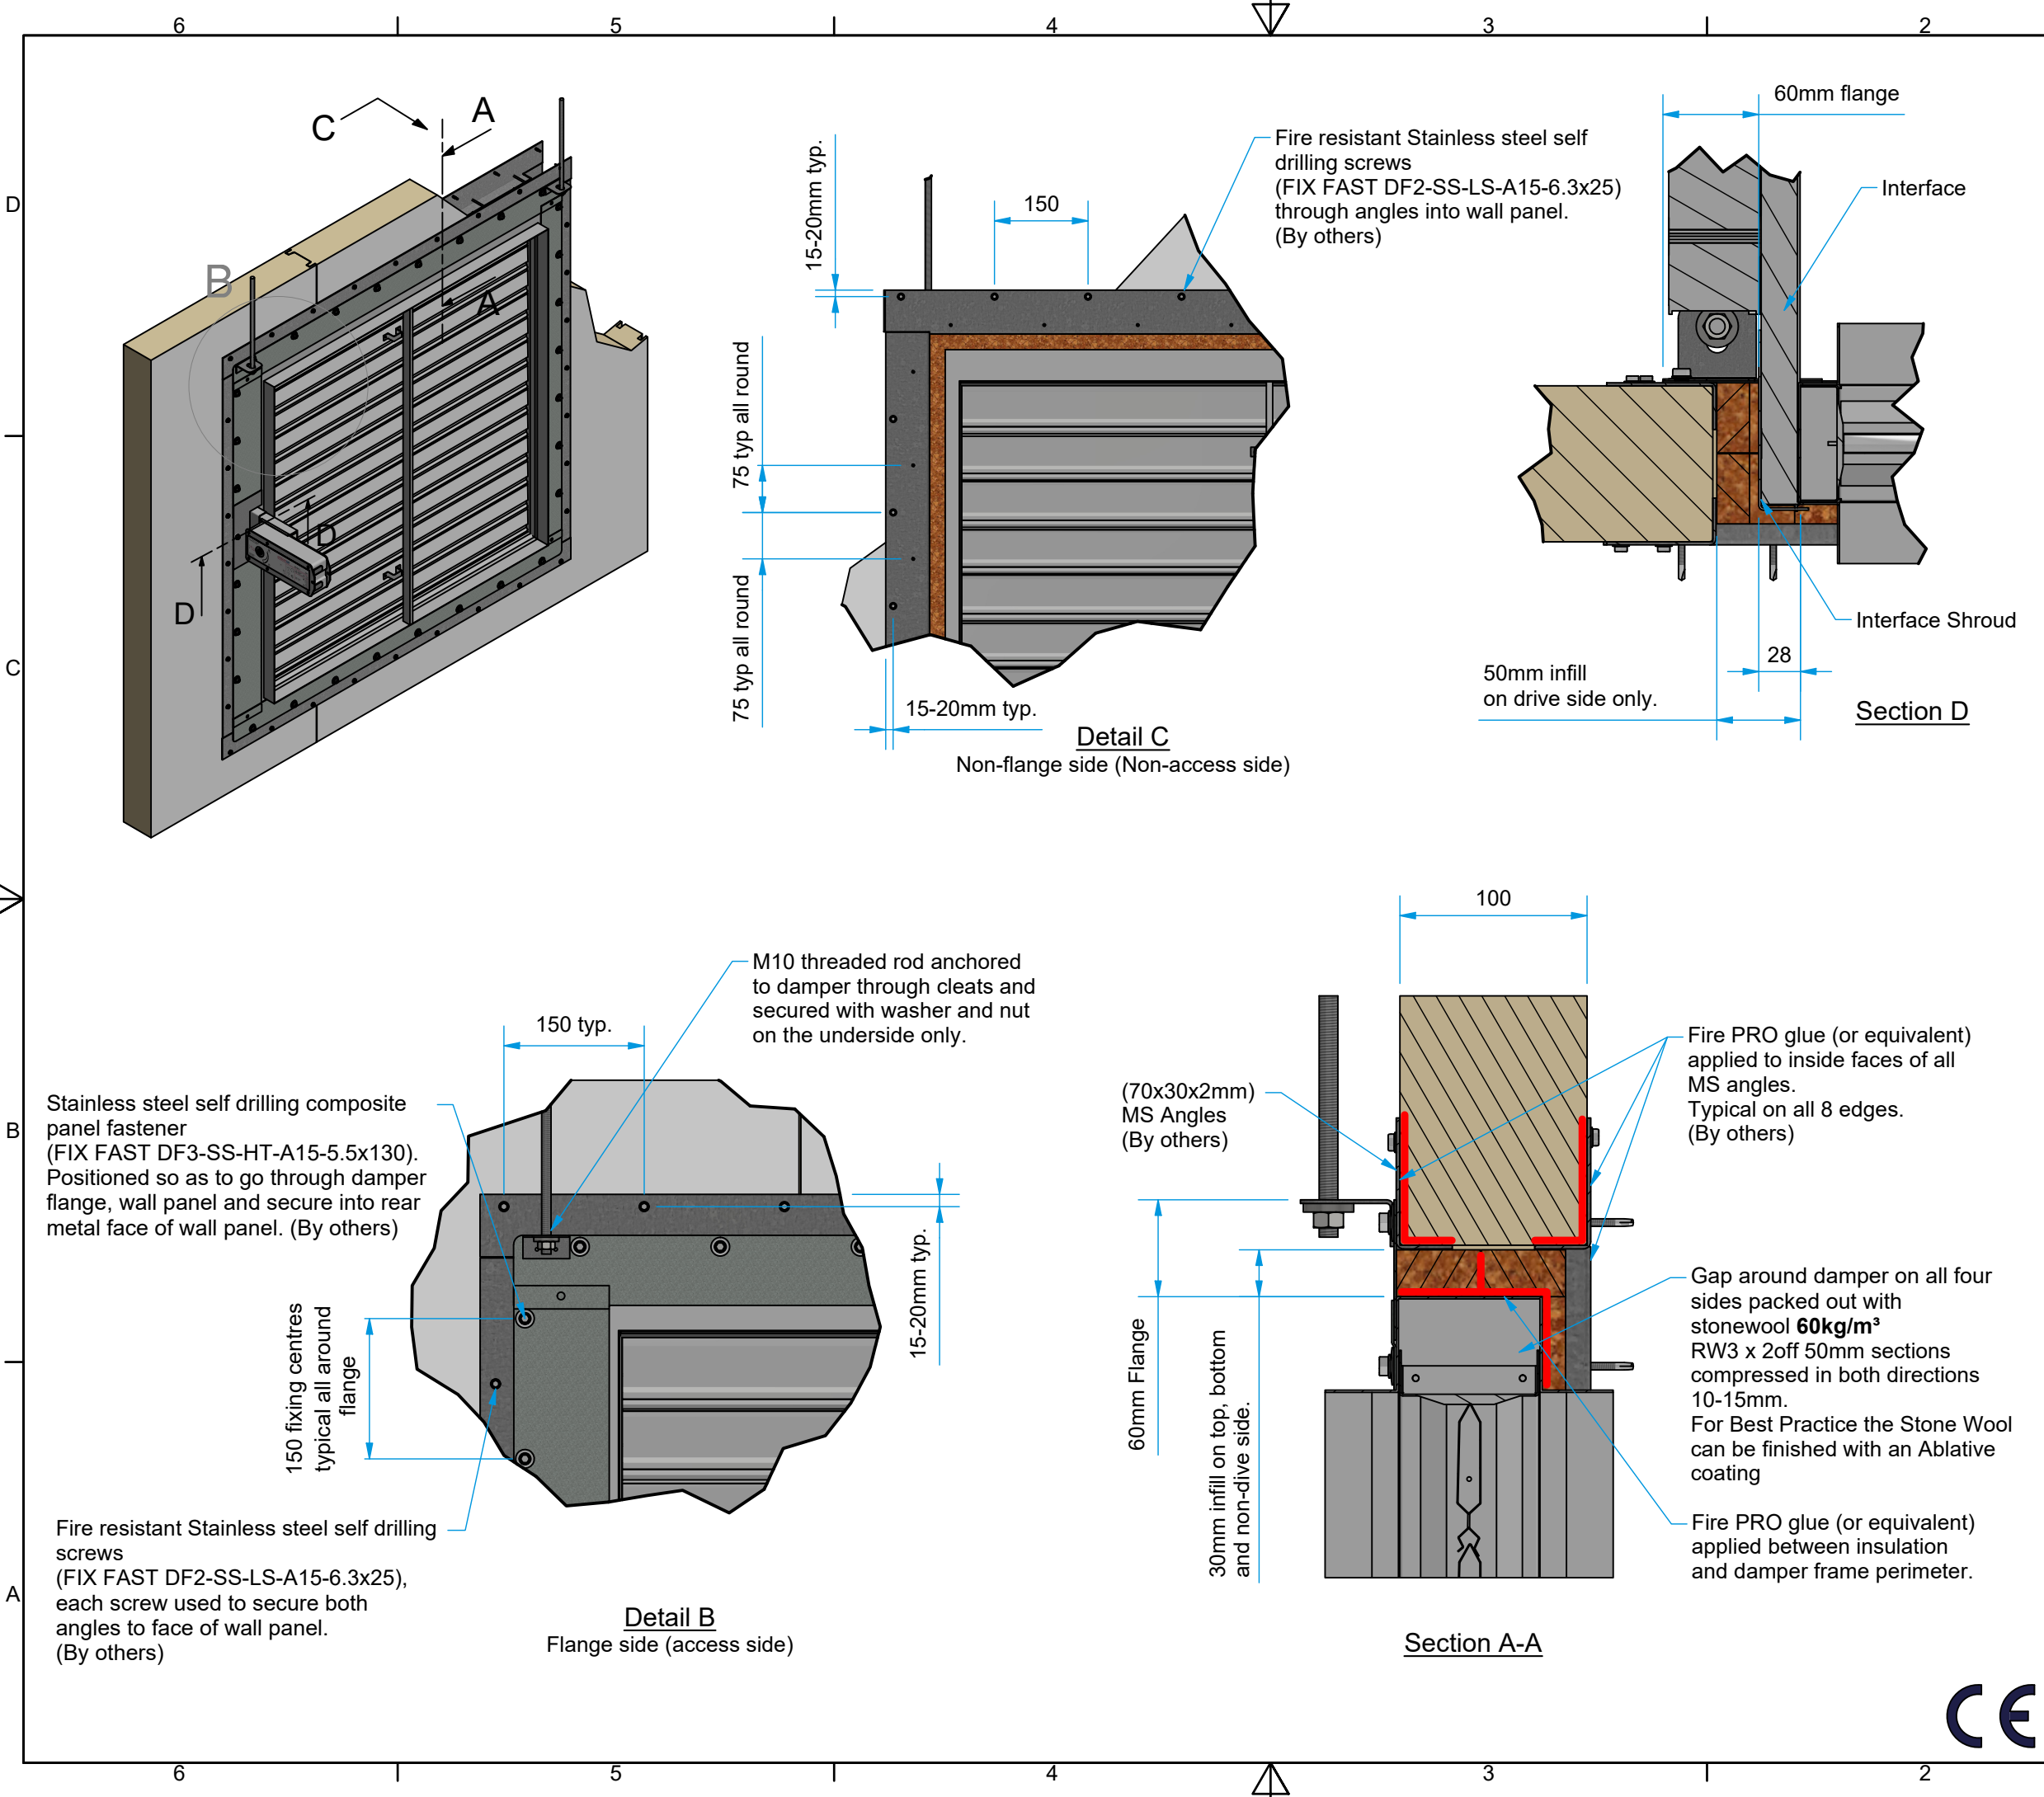 6 5 4 3 2
D
C
B
A
C
A
B
A
D
D
15-20mm typ.
150
Fire resistant Stainless steel self
drilling screws
(FIX FAST DF2-SS-LS-A15-6.3x25)
through angles into wall panel.
(By others)
75 typ all round
75 typ all round
15-20mm typ.
Detail C
Non-flange side (Non-access side)
60mm flange
Interface
Interface Shroud
28
50mm infill
on drive side only.
Section D
M10 threaded rod anchored
to damper through cleats and
secured with washer and nut
on the underside only.
150 typ.
Stainless steel self drilling composite
panel fastener
(FIX FAST DF3-SS-HT-A15-5.5x130).
Positioned so as to go through damper
flange, wall panel and secure into rear
metal face of wall panel. (By others)
15-20mm typ.
150 fixing centres
typical all around
flange
Fire resistant Stainless steel self drilling
screws
(FIX FAST DF2-SS-LS-A15-6.3x25),
each screw used to secure both
angles to face of wall panel.
(By others)
Detail B
Flange side (access side)
100
(70x30x2mm)
MS Angles
(By others)
Fire PRO glue (or equivalent)
applied to inside faces of all
MS angles.
Typical on all 8 edges.
(By others)
60mm Flange
30mm infill on top, bottom
and non-dive side.
Gap around damper on all four
sides packed out with
stonewool 60kg/m³
RW3 x 2off 50mm sections
compressed in both directions
10-15mm.
For Best Practice the Stone Wool
can be finished with an Ablative
coating
Fire PRO glue (or equivalent)
applied between insulation
and damper frame perimeter.
Section A-A
CE
6 5 4 3 2